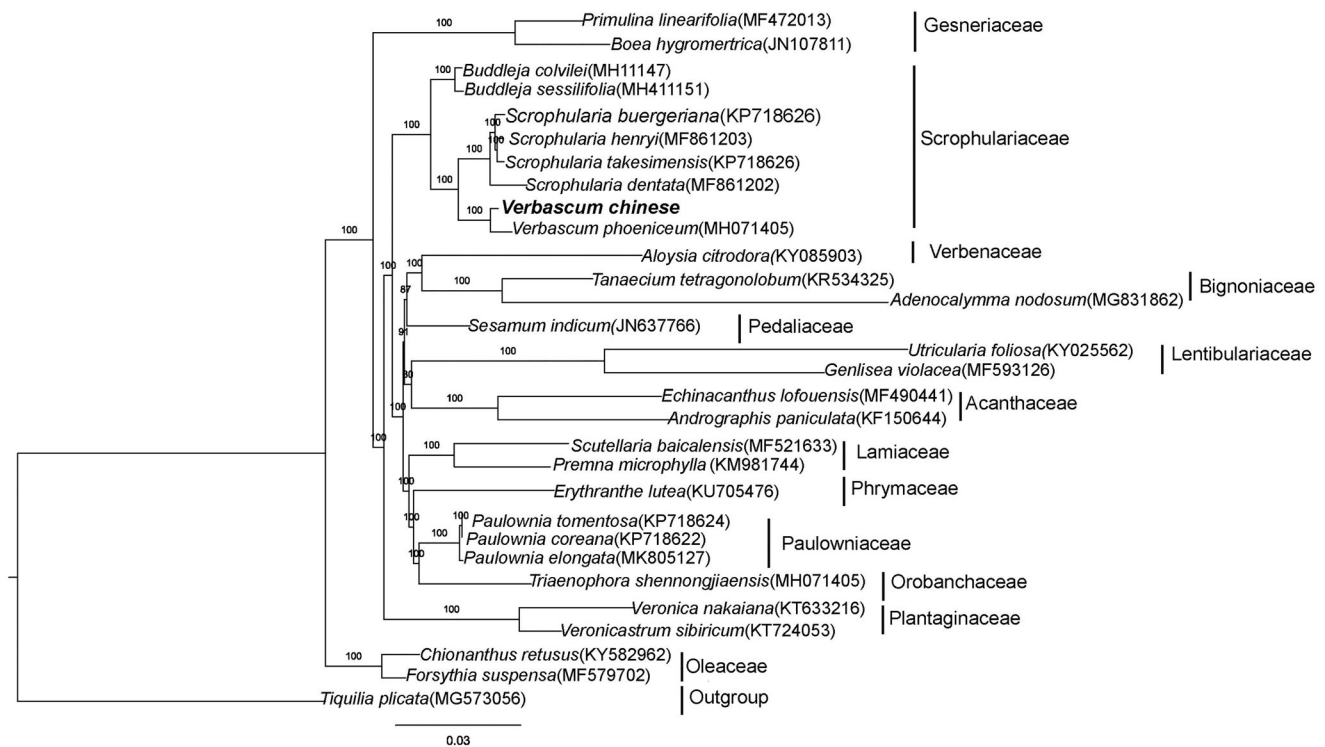 100 Primulina linearifolia(MF472013) Gesneriaceae
Boea hygromertrica(JN107811)
100 Buddleja colvilei(MH11147)
Buddleja sessilifolia(MH411151)
100 Scrophularia buergeriana(KP718626)
100 100 Scrophularia henryi(MF861203) Scrophulariaceae
100 Scrophularia takesimensis(KP718626)
100 Scrophularia dentata(MF861202)
100 Verbascum chinese
100 Verbascum phoeniceum(MH071405)
Aloysia citrodora(KY085903) Verbenaceae
100 100
100 Tanaecium tetragonolobum(KR534325) Bignoniaceae
87 Adenocalymma nodosum(MG831862)
91 Sesamum indicum(JN637766) Pedaliaceae
100 Utricularia foliosa(KY025562) Lentibulariaceae
80 Genlisea violacea(MF593126)
100 100 Echinacanthus lofouensis(MF490441) Acanthaceae
Andrographis paniculata(KF150644)
100 100 Scutellaria baicalensis(MF521633) Lamiaceae
Premna microphylla (KM981744)
100 Erythranthe lutea(KU705476) Phrymaceae
100 100 Paulownia tomentosa(KP718624)
100 Paulownia coreana(KP718622) Paulowniaceae
100 Paulownia elongata(MK805127)
Triaenophora shennongjiaensis(MH071405) Orobanchaceae
100 Veronica nakaiana(KT633216) Plantaginaceae
Veronicastrum sibiricum(KT724053)
100 Chionanthus retusus(KY582962) Oleaceae
Forsythia suspensa(MF579702)
Tiquilia plicata(MG573056) Outgroup
0.03